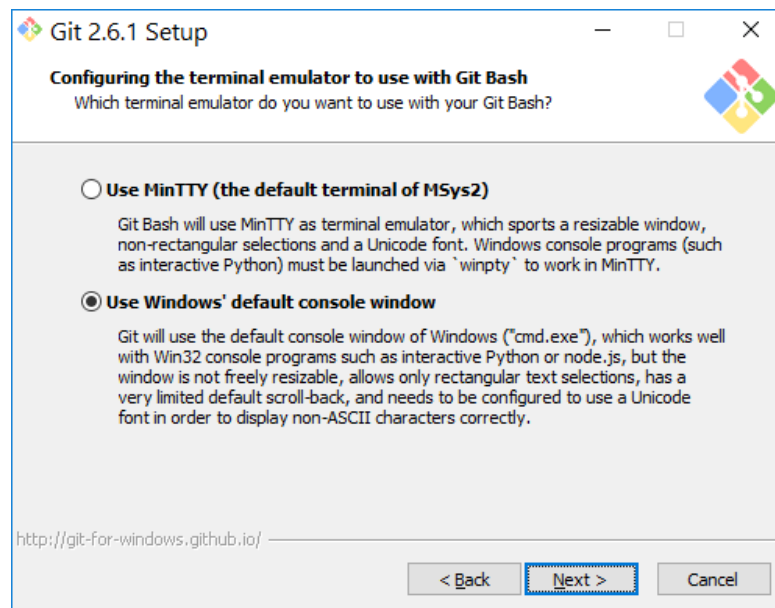 Git 2.6.1 Setup
Configuring the terminal emulator to use with Git Bash
Which terminal emulator do you want to use with your Git Bash?
Use MinTTY (the default terminal of MSys2)
Git Bash will use MinTTY as terminal emulator, which sports a resizable window,
non-rectangular selections and a Unicode font. Windows console programs (such
as interactive Python) must be launched via `winpty` to work in MinTTY.
Use Windows' default console window
Git will use the default console window of Windows ("cmd.exe"), which works well
with Win32 console programs such as interactive Python or node.js, but the
window is not freely resizable, allows only rectangular text selections, has a
very limited default scroll-back, and needs to be configured to use a Unicode
font in order to display non-ASCII characters correctly.
http://git-for-windows.github.io/
< Back
Next >
Cancel